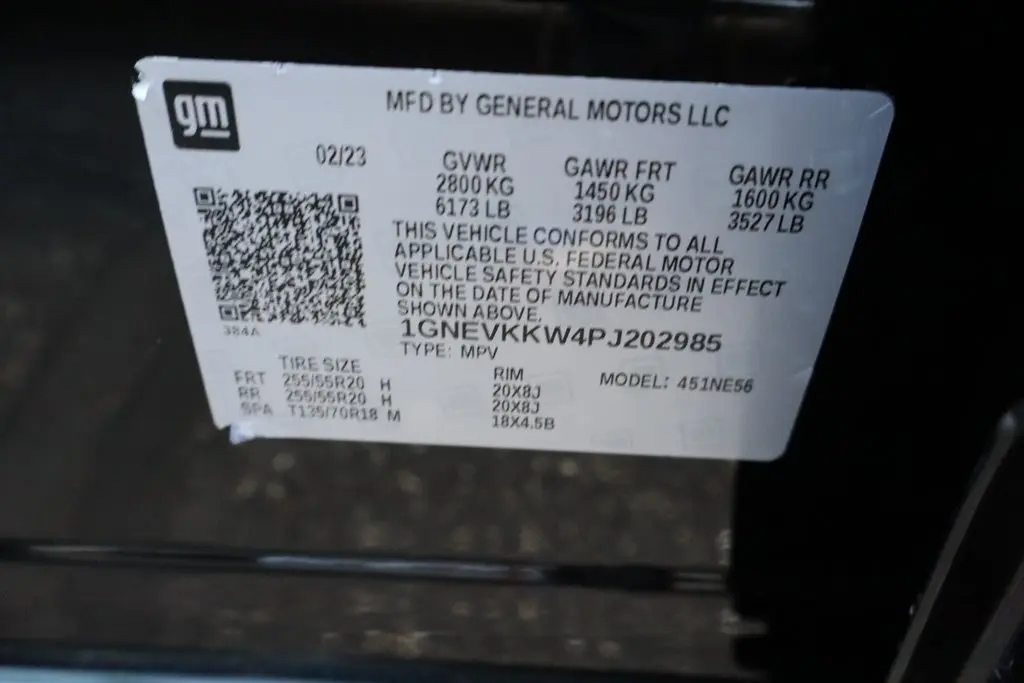 gm
MFD BY GENERAL MOTORS LLC
02/23
GVWR
2800 KG
6173 LB
GAWR FRT
1450 KG
3196 LB
GAWR RR
1600 KG
3527 LB
THIS VEHICLE CONFORMS TO ALL
APPLICABLE U.S. FEDERAL MOTOR
VEHICLE SAFETY STANDARDS IN EFFECT
ON THE DATE OF MANUFACTURE
SHOWN ABOVE.
384A
1GNEVKKW4PJ202985
TYPE: MPV
MODEL: 451NE56
TIRE SIZE RIM
FRT 255/55R20 H 20X8J
RR 255/55R20 H 20X8J
SPA T135/70R18 M 18X4.5B